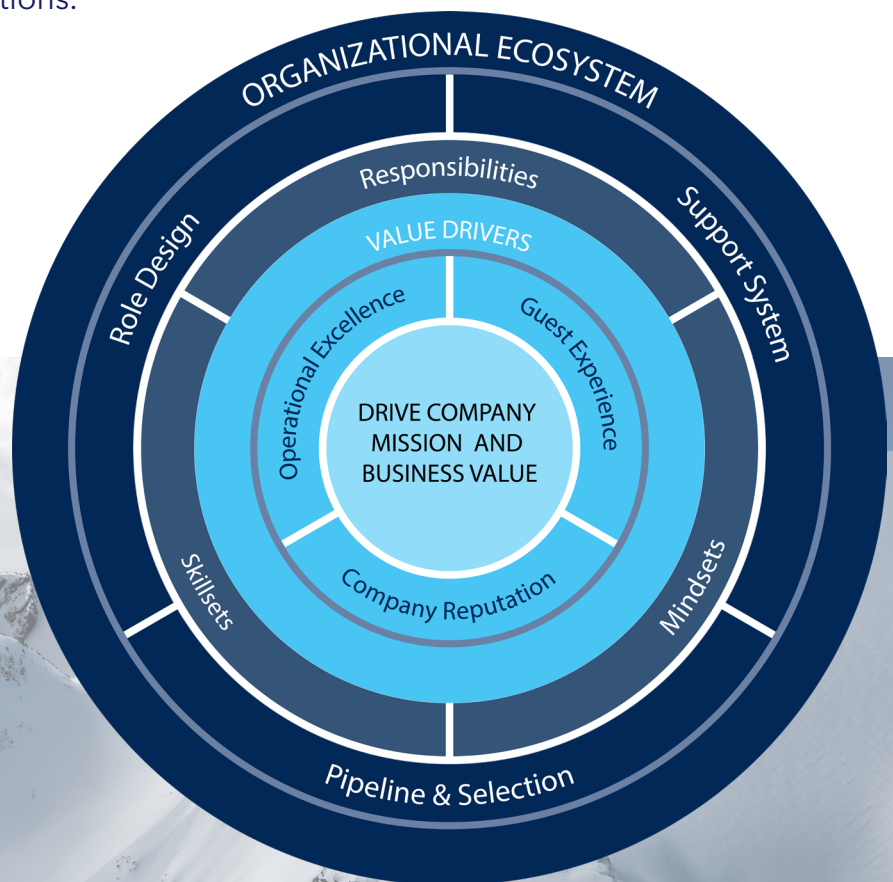 ORGANIZATIONAL ECOSYSTEM
Role Design
Support System
Responsibilities
VALUE DRIVERS
Operational Excellence
Guest Experience
DRIVE COMPANY
MISSION AND
BUSINESS VALUE
Company Reputation
Skillsets
Mindsets
Pipeline & Selection